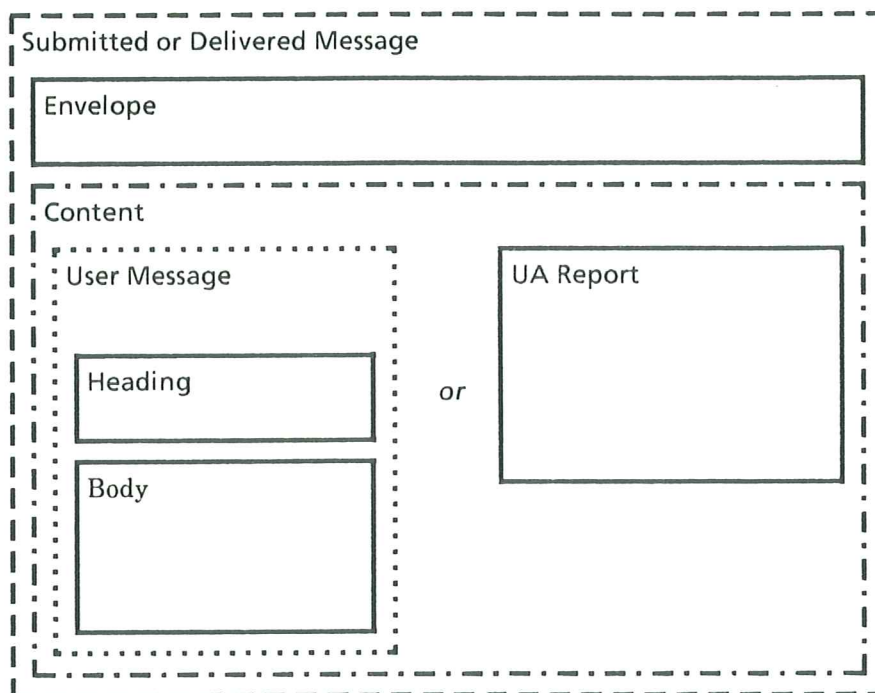 Submitted or Delivered Message
Envelope
Content
User Message
UA Report
Heading
or
Body